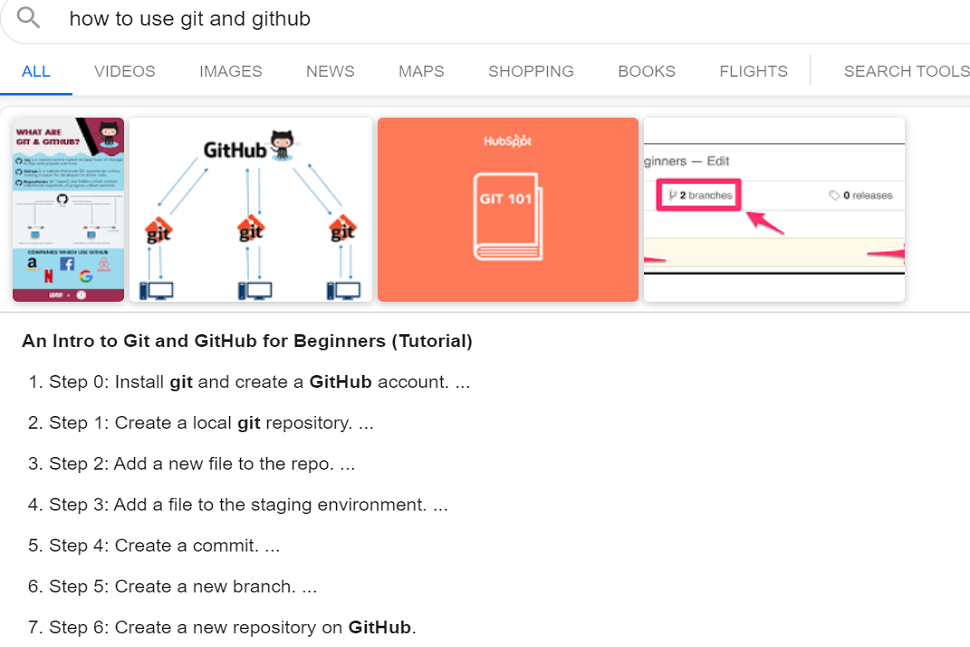 how to use git and github
ALL VIDEOS IMAGES NEWS MAPS SHOPPING BOOKS FLIGHTS SEARCH TOOLS
WHAT ARE
GIT & GITHUB?
COMPANIES WHICH USE GITHUB
GitHub
git git git
HubSpot
GIT 101
ginners — Edit
2 branches 0 releases
An Intro to Git and GitHub for Beginners (Tutorial)
1. Step 0: Install git and create a GitHub account. ...
2. Step 1: Create a local git repository. ...
3. Step 2: Add a new file to the repo. ...
4. Step 3: Add a file to the staging environment. ...
5. Step 4: Create a commit. ...
6. Step 5: Create a new branch. ...
7. Step 6: Create a new repository on GitHub.